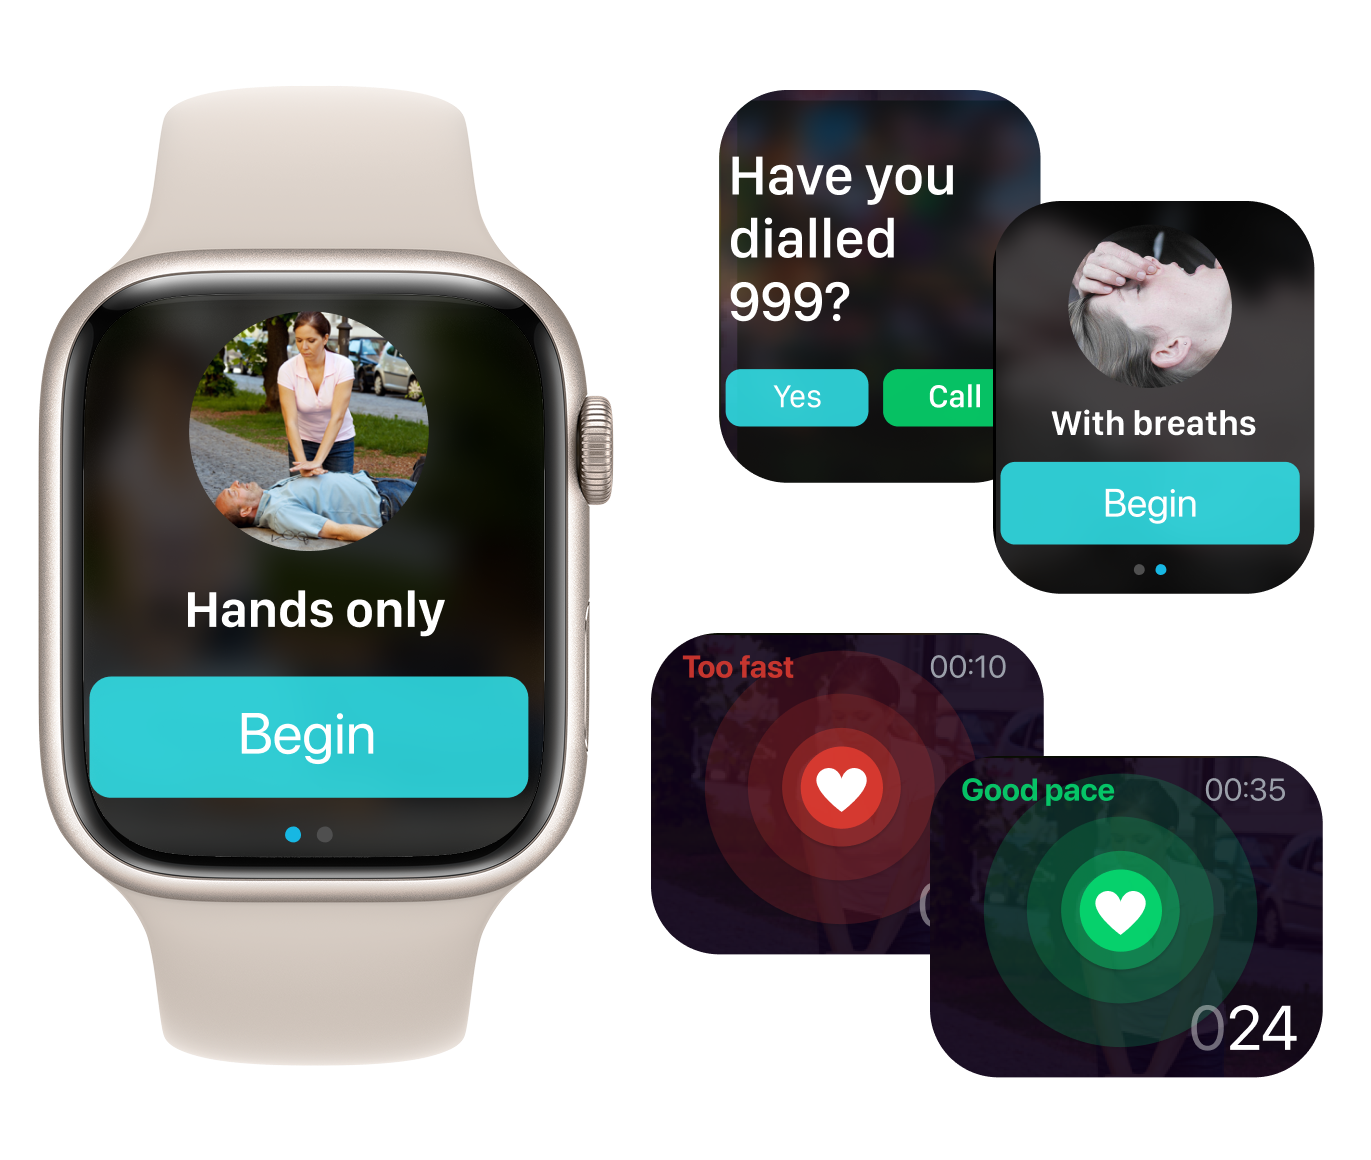 Hands only
Begin
Have you
dialled
999?
Yes
Call
With breaths
Begin
Too fast
00:10
Good pace
00:35
024